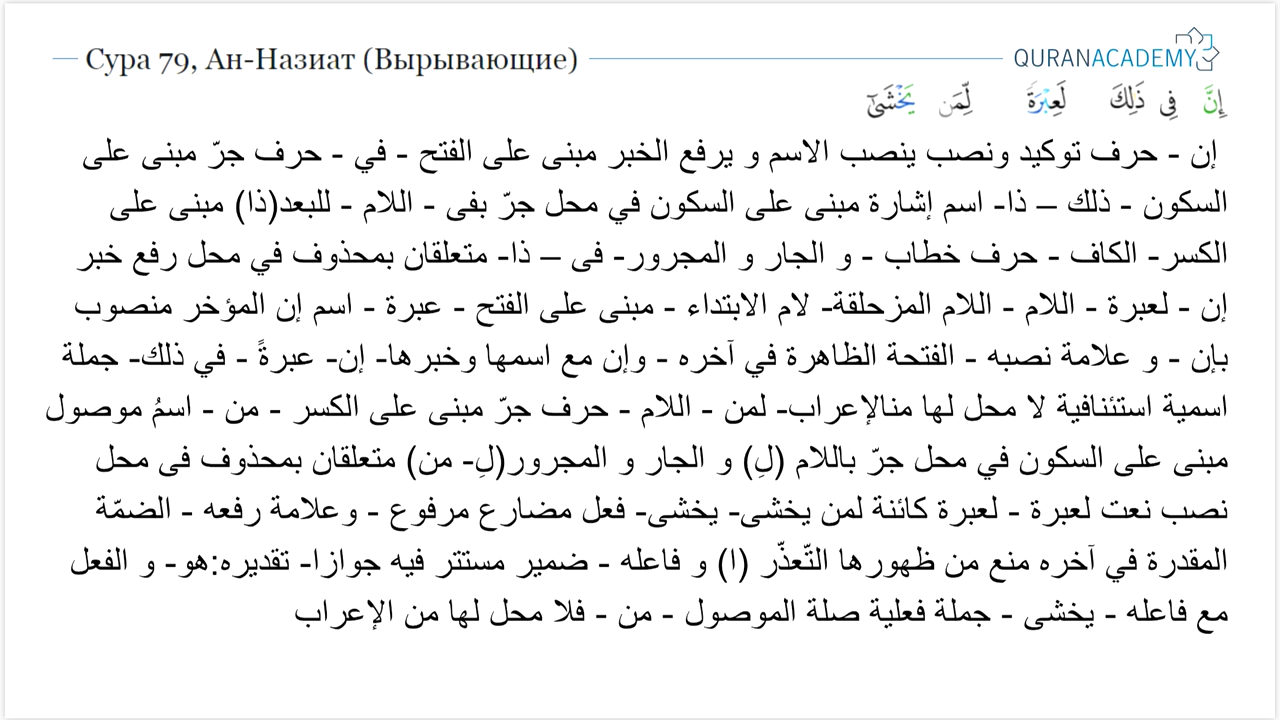 Сура 79, Ан-Назиат (Вырывающие)
QURANACADEMY
إِنَّ فِى ذَٰلِكَ لَعِبْرَةً لِّمَن يَخْشَىٰٓ
إن - حرف توكيد ونصب ينصب الاسم و يرفع الخبر مبنى على الفتح - في - حرف جرّ مبنى على
السكون - ذلك – ذا- اسم إشارة مبنى على السكون في محل جرّ بفى - اللام - للبعد(ذا) مبنى على
الكسر- الكاف - حرف خطاب - و الجار و المجرور- فى – ذا- متعلقان بمحذوف في محل رفع خبر
إن - لعبرة - اللام - اللام المزحلقة- لام الابتداء - مبنى على الفتح - عبرة - اسم إن المؤخر منصوب
بإن - و علامة نصبه - الفتحة الظاهرة في آخره - وإن مع اسمها وخبرها- إن- عبرةً - في ذلك- جملة
اسمية استئنافية لا محل لها منالإعراب- لمن - اللام - حرف جرّ مبنى على الكسر - من - اسمُ موصول
مبنى على السكون في محل جرّ باللام (لِ) و الجار و المجرور(لِ- من) متعلقان بمحذوف فى محل
نصب نعت لعبرة - لعبرة كائنة لمن يخشى- يخشى- فعل مضارع مرفوع - وعلامة رفعه - الضمّة
المقدرة في آخره منع من ظهورها التّعذّر (ا) و فاعله - ضمير مستتر فيه جوازا- تقديره:هو- و الفعل
مع فاعله - يخشى - جملة فعلية صلة الموصول - من - فلا محل لها من الإعراب